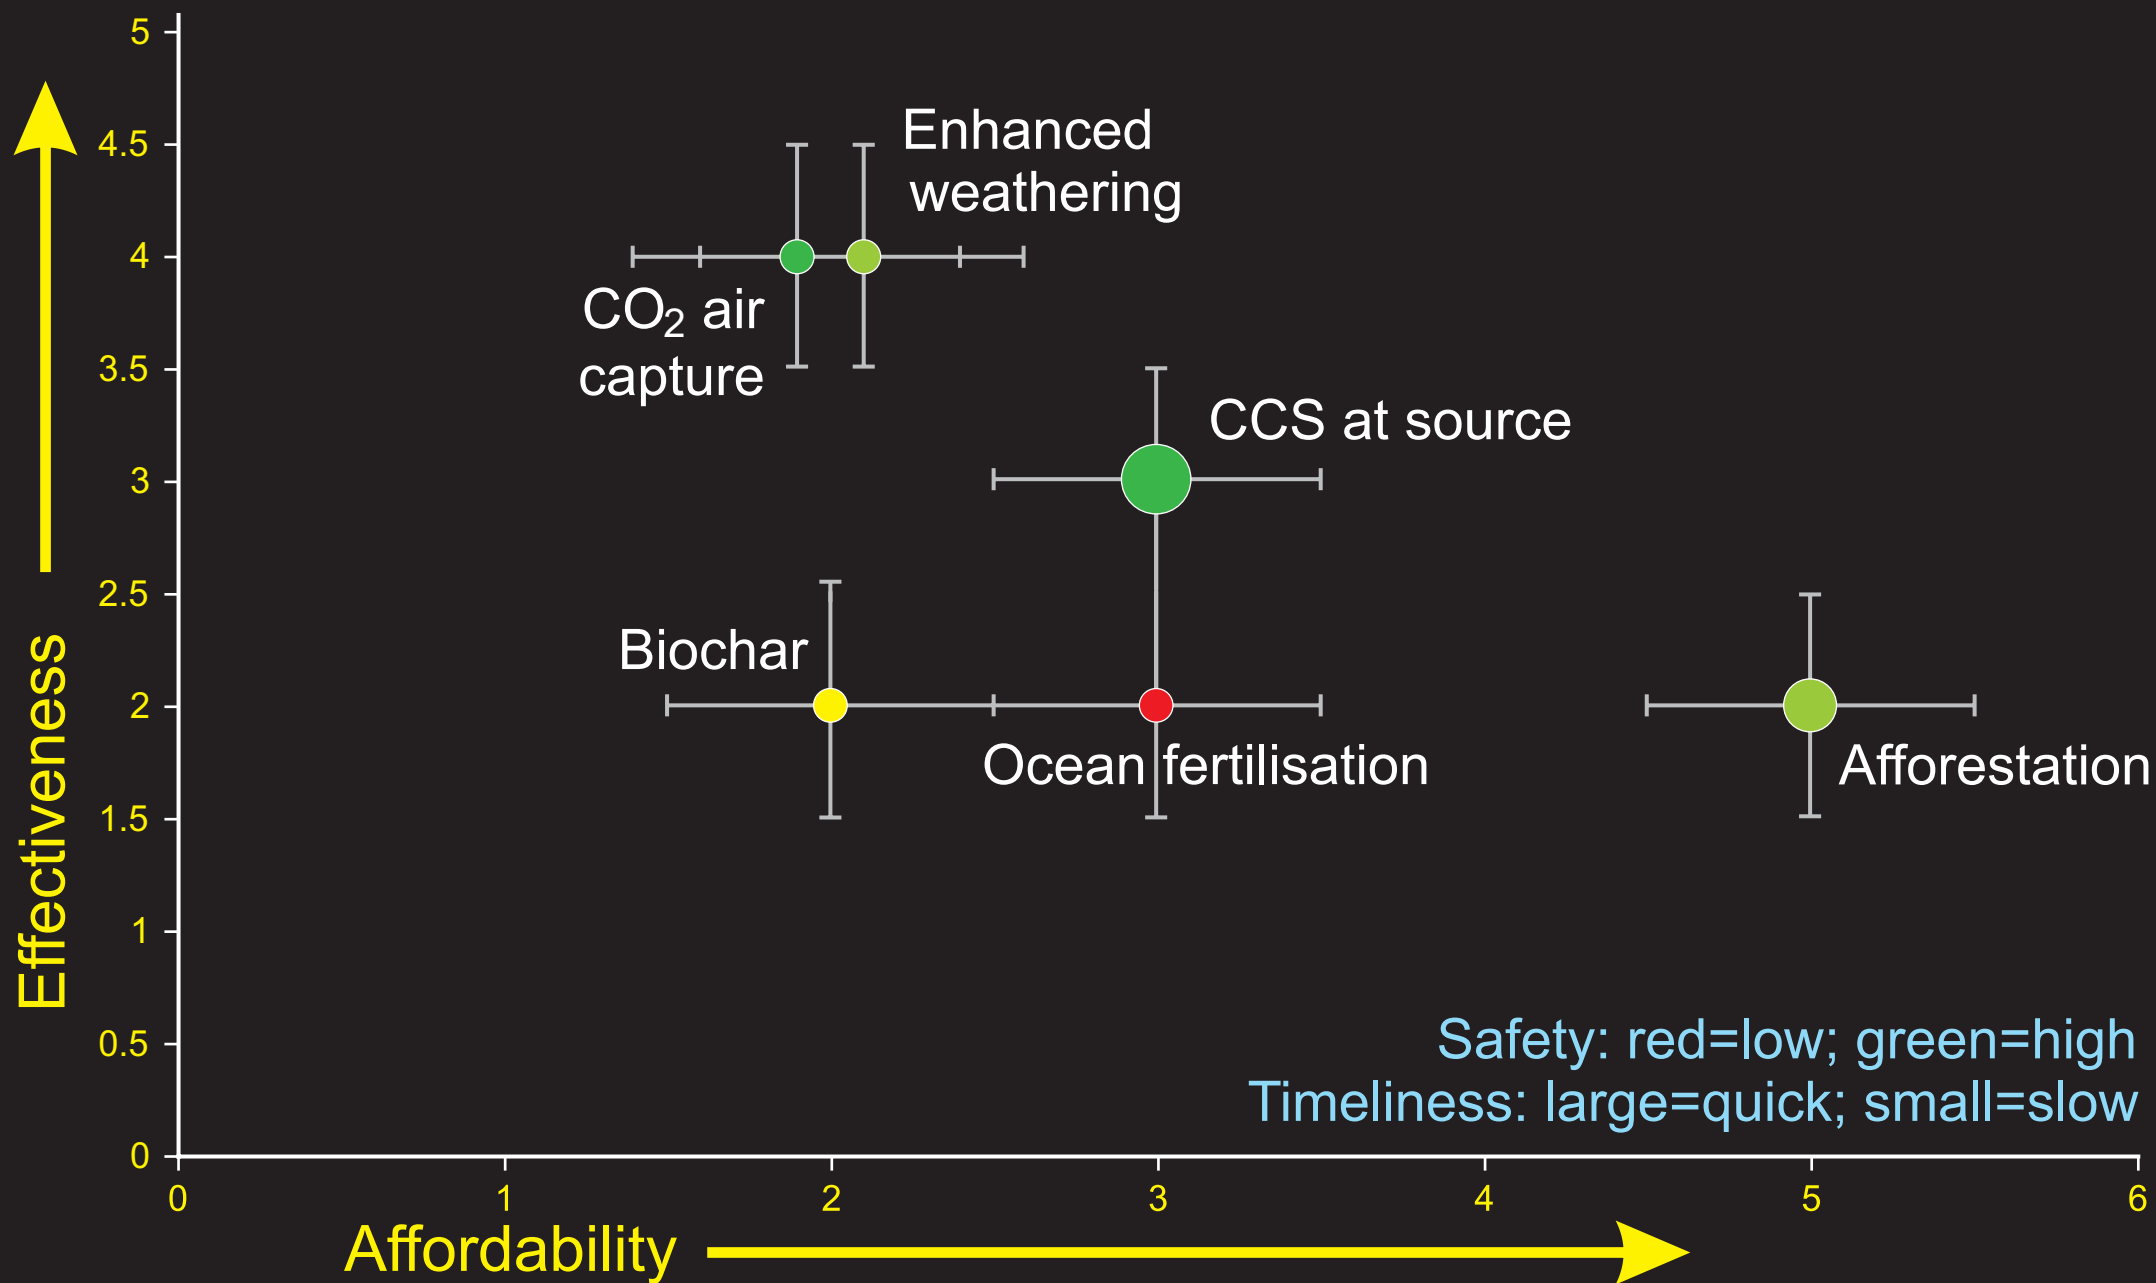 5
4.5
4
3.5
3
2.5
2
1.5
1
0.5
0
Effectiveness
Enhanced
weathering
CO₂ air
capture
CCS at source
Biochar
Ocean fertilisation
Afforestation
Safety: red=low; green=high
Timeliness: large=quick; small=slow
0 1 2 3 4 5 6
Affordability